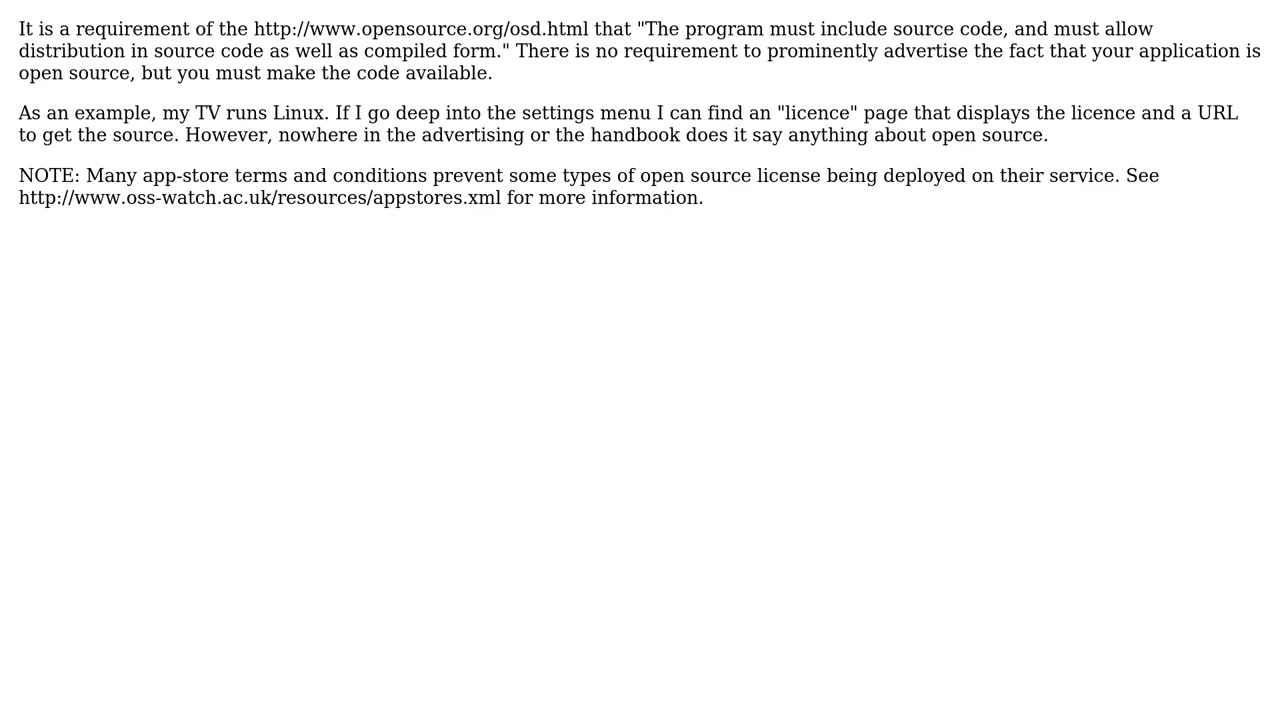 It is a requirement of the http://www.opensource.org/osd.html that "The program must include source code, and must allow
distribution in source code as well as compiled form." There is no requirement to prominently advertise the fact that your application is
open source, but you must make the code available.
As an example, my TV runs Linux. If I go deep into the settings menu I can find an "licence" page that displays the licence and a URL
to get the source. However, nowhere in the advertising or the handbook does it say anything about open source.
NOTE: Many app-store terms and conditions prevent some types of open source license being deployed on their service. See
http://www.oss-watch.ac.uk/resources/appstores.xml for more information.